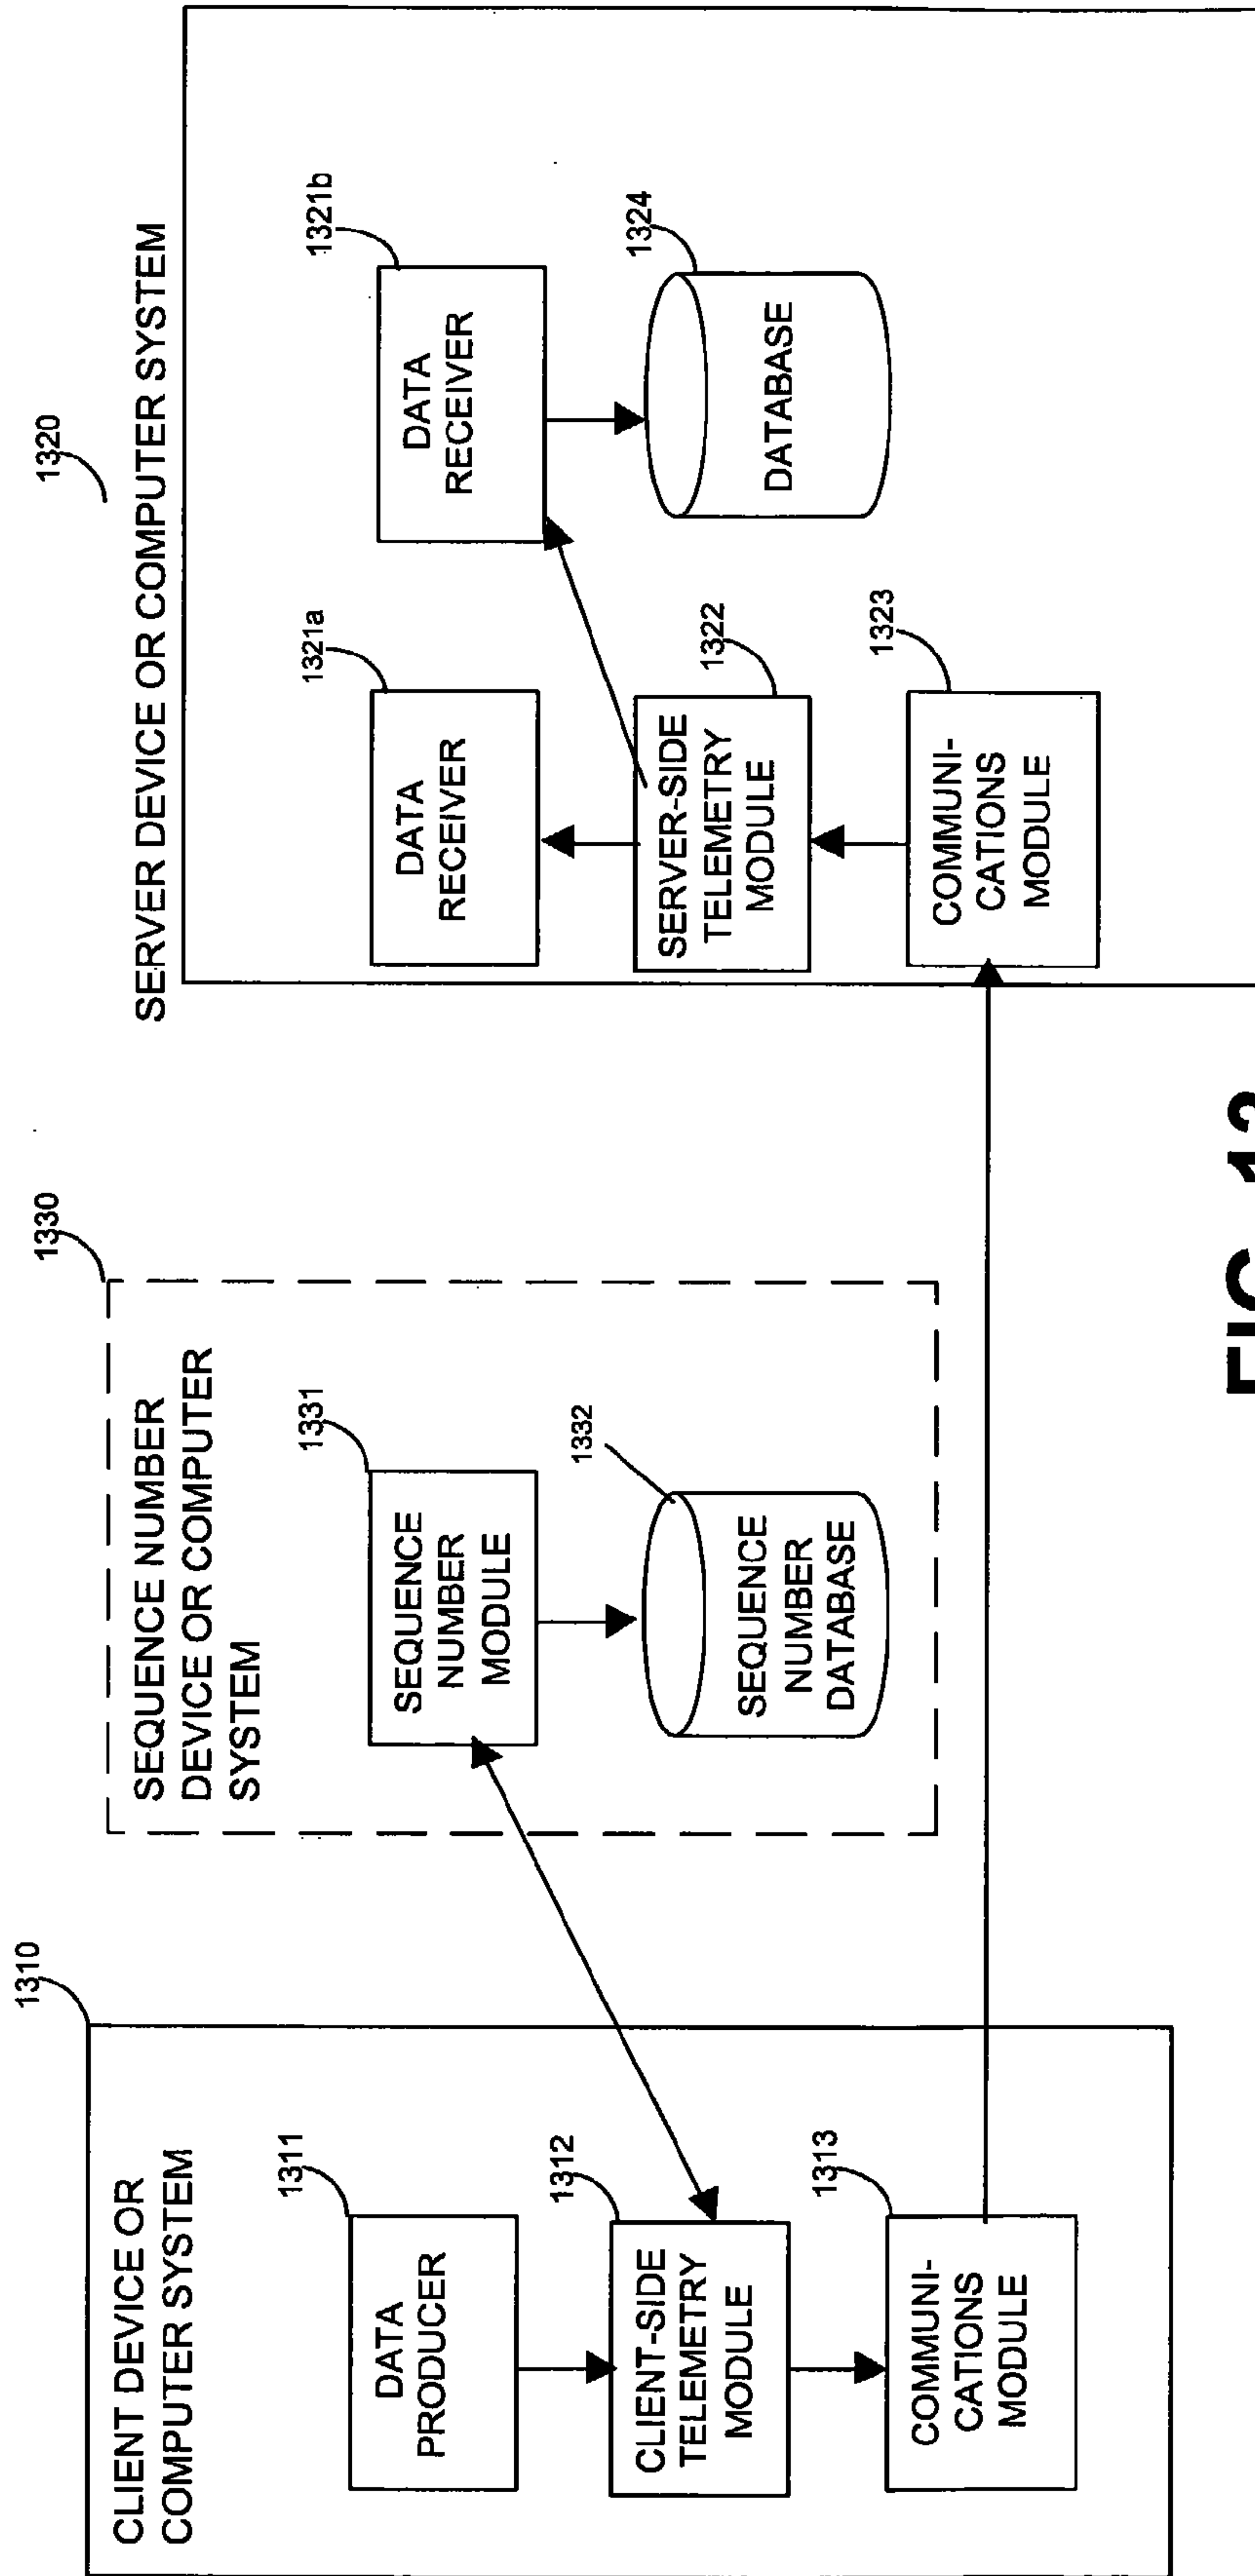 1310
CLIENT DEVICE OR
COMPUTER SYSTEM
1311
DATA
PRODUCER
1312
CLIENT-SIDE
TELEMETRY
MODULE
1313
COMMUNI-
CATIONS
MODULE
1330
SEQUENCE NUMBER
DEVICE OR COMPUTER
SYSTEM
1331
SEQUENCE
NUMBER
MODULE
1332
SEQUENCE
NUMBER
DATABASE
1320
SERVER DEVICE OR COMPUTER SYSTEM
1321a
DATA
RECEIVER
1321b
DATA
RECEIVER
1322
SERVER-SIDE
TELEMETRY
MODULE
1324
DATABASE
1323
COMMUNI-
CATIONS
MODULE